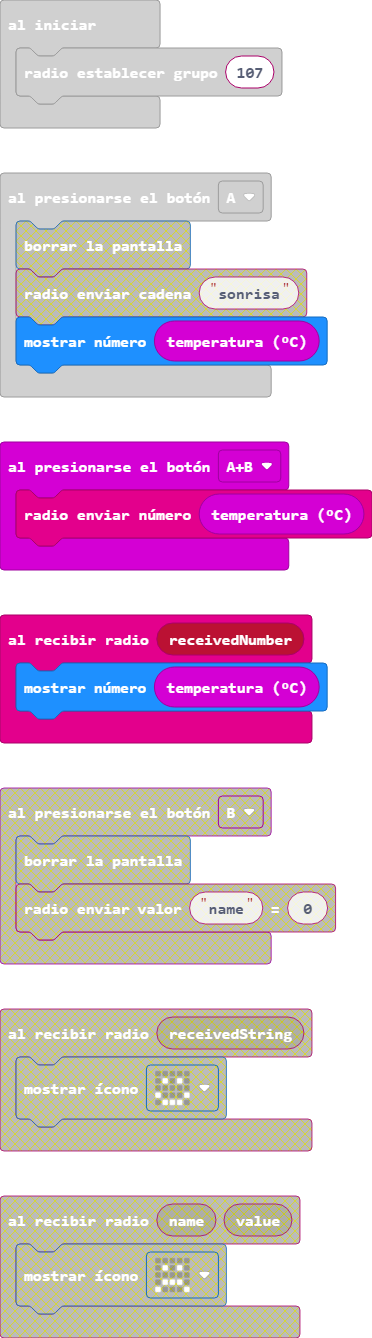 al iniciar
radio establecer grupo 107
al presionarse el botón A
borrar la pantalla
radio enviar cadena "sonrisa"
mostrar número temperatura (ºC)
al presionarse el botón A+B
radio enviar número temperatura (ºC)
al recibir radio receivedNumber
mostrar número temperatura (ºC)
al presionarse el botón B
borrar la pantalla
radio enviar valor "name" = 0
al recibir radio receivedString
mostrar ícono
al recibir radio name value
mostrar ícono